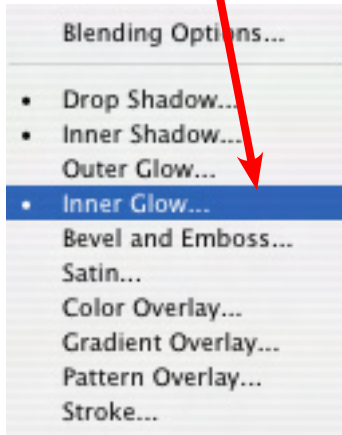 Blending Options...
• Drop Shadow...
• Inner Shadow...
Outer Glow...
• Inner Glow...
Bevel and Emboss...
Satin...
Color Overlay...
Gradient Overlay...
Pattern Overlay...
Stroke...